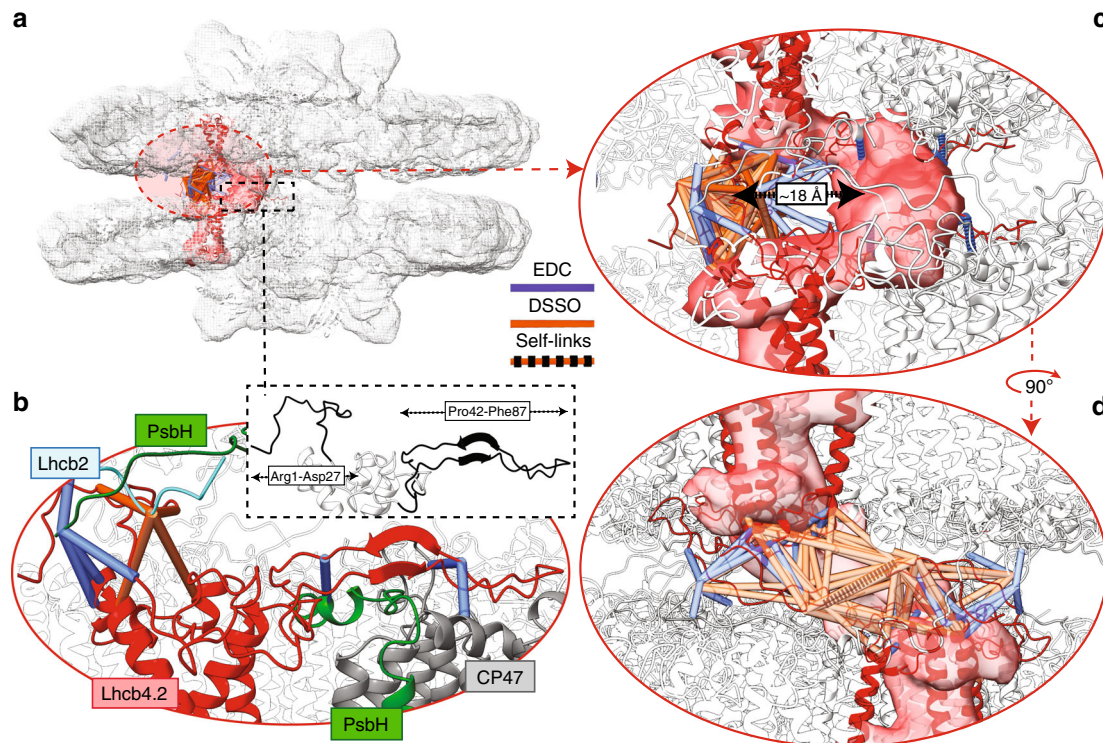 a
c
~18 Å
EDC
DSSO
Self-links
90°
b
d
PsbH
Pro42-Phe87
Lhcb2
Arg1-Asp27
Lhcb4.2
CP47
PsbH